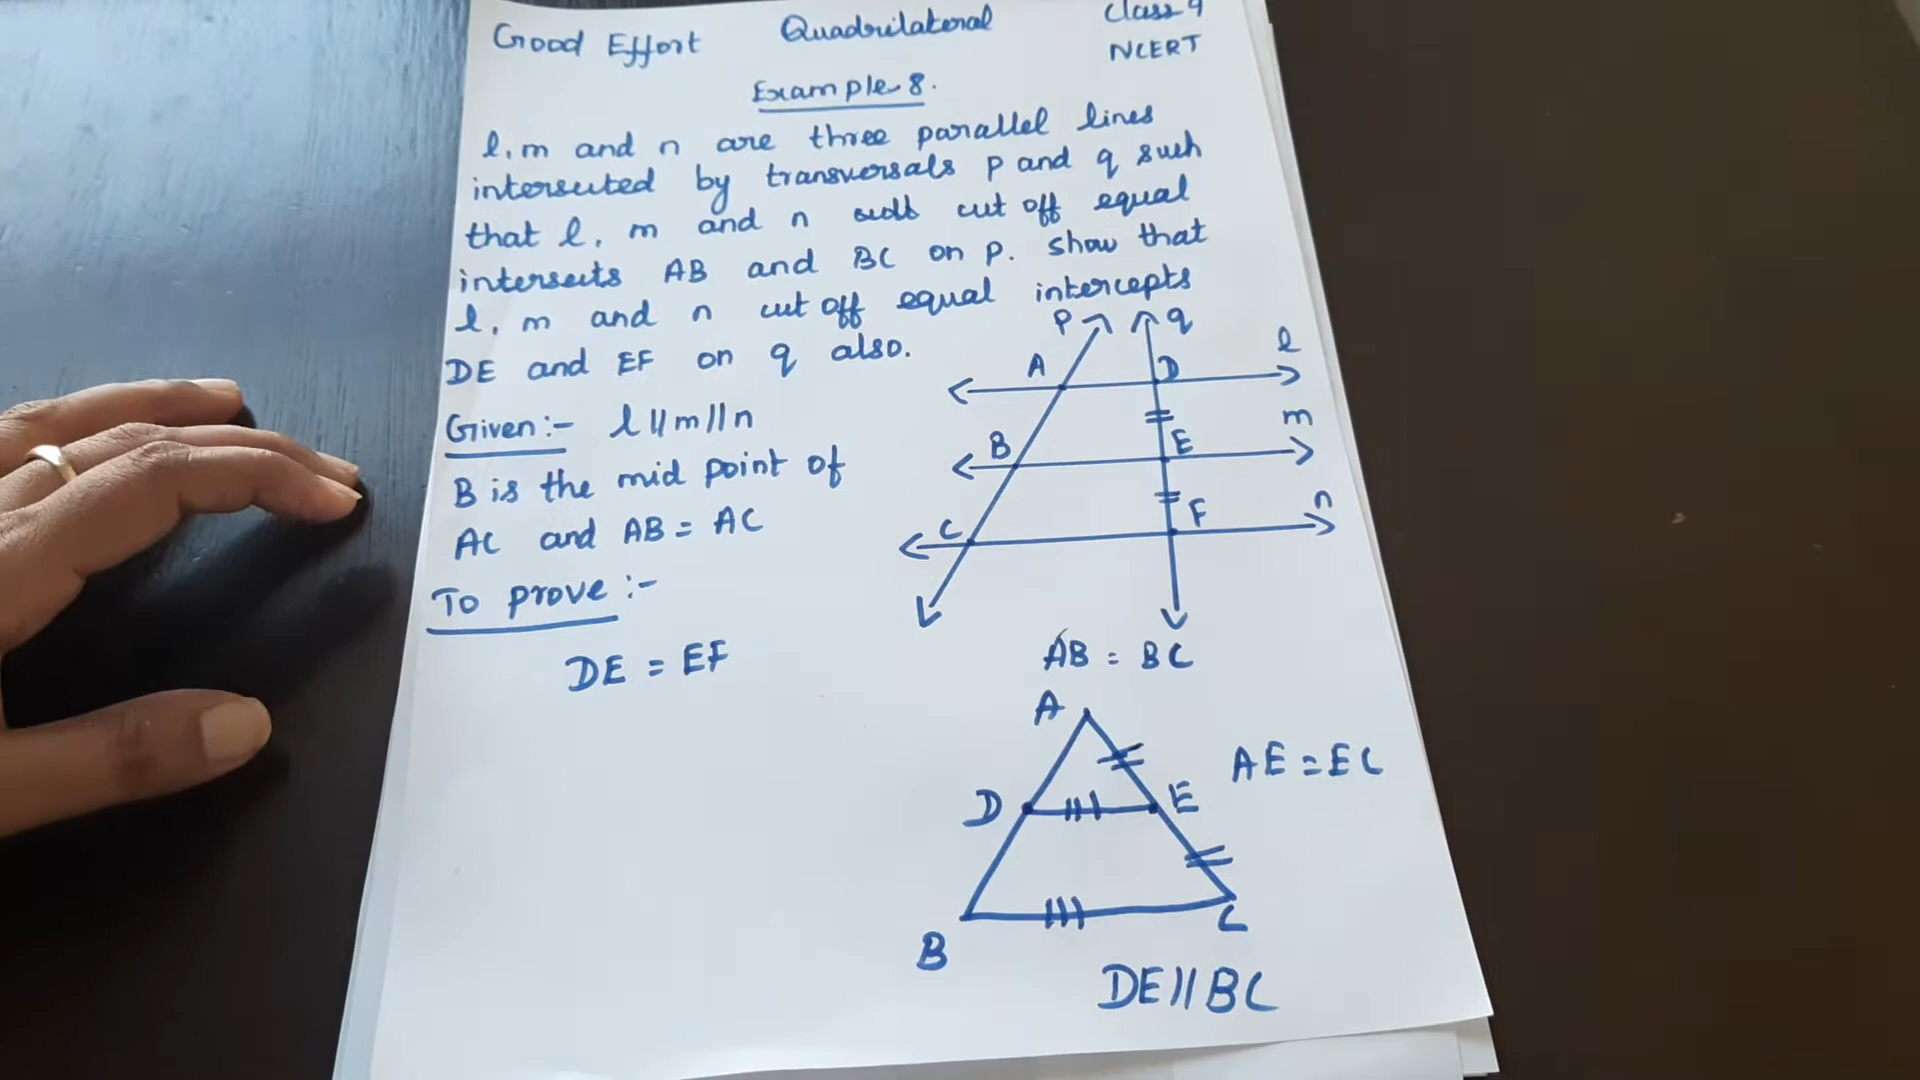 Good Effort Quadrilateral Class 9
NCERT
Example 8.
l, m and n are three parallel lines
intersected by transversals p and q such
that l, m and n cut off equal
intersects AB and BC on p. show that
l, m and n cut off equal intercepts
DE and EF on q also.
Given:- l || m || n
B is the mid point of
AC and AB = AC
To prove :-
DE = EF
p q
l
A D
m
B E
n
C F
AB = BC
A
AE = EC
D E
B C
DE || BC